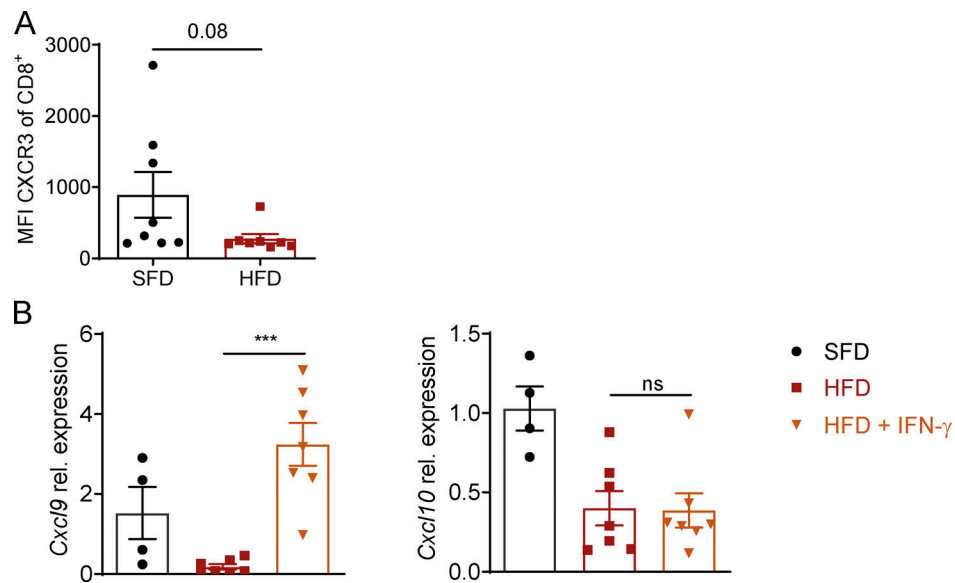 A
0.08
3000
2000
1000
0
MFI CXCR3 of CD8⁺
SFD
HFD
B
6
4
2
0
Cxcl9 rel. expression
***
1.5
1.0
0.5
0.0
Cxcl10 rel. expression
ns
SFD
HFD
HFD + IFN-γ